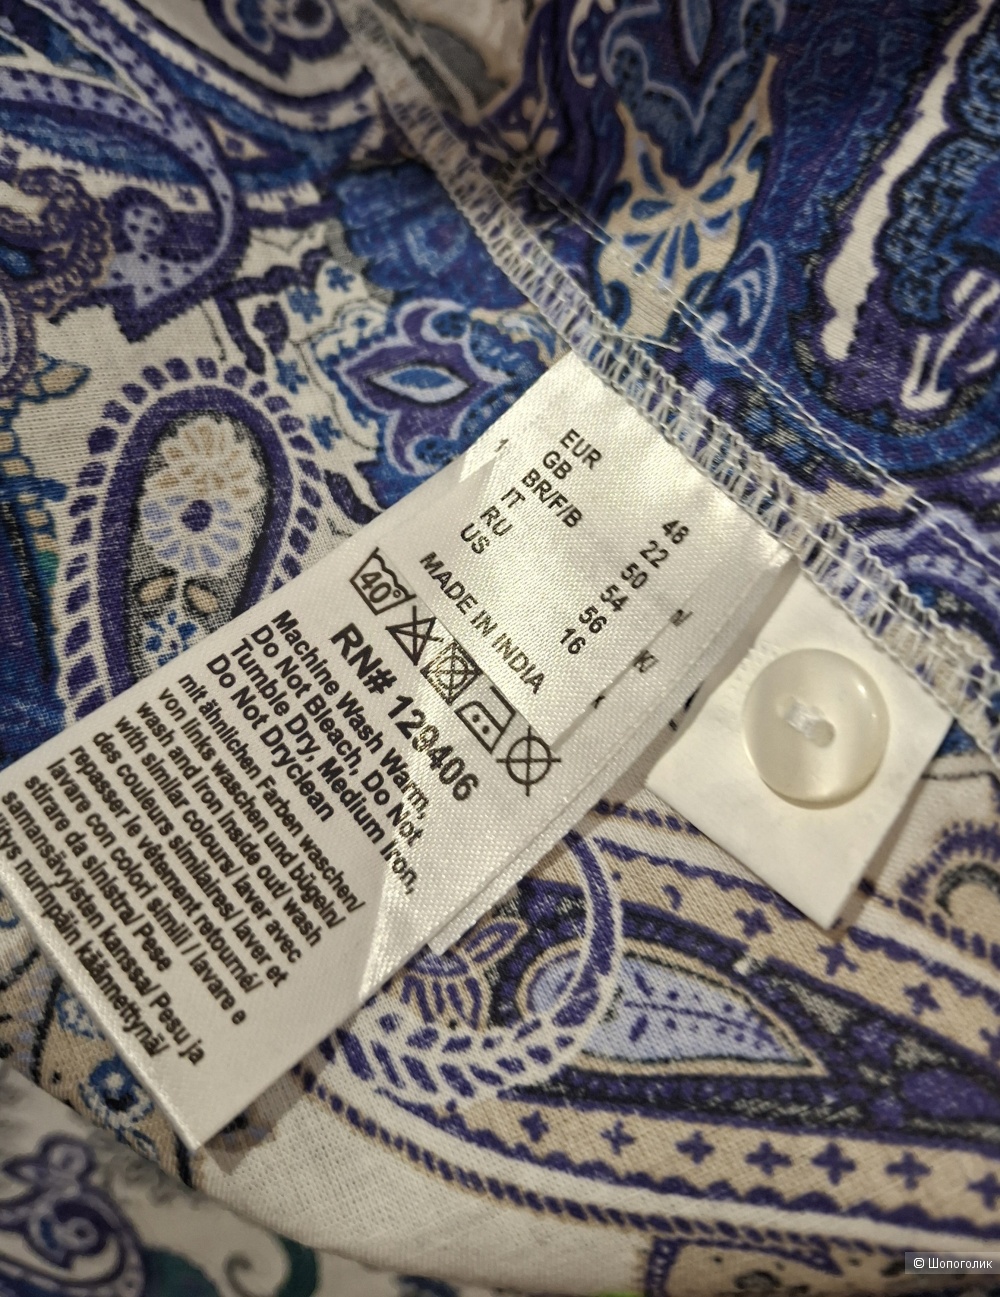 1
EUR 48
GB 22
BR/F/B 50
IT 54
RU 56
US 16
MADE IN INDIA
40°
RN# 129406
Machine Wash Warm,
Do Not Bleach, Do Not
Tumble Dry, Medium Iron,
Do Not Dryclean
mit ähnlichen Farben waschen/
von links waschen und bügeln/
wash and iron inside out/ wash
with similar colours/ laver avec
des couleurs similiaires/ laver et
repasser le vêtement retourné/
lavare con colori simili / lavare e
stirare da sinistra/ Pese
samansävyisten kanssa/ Pesu ja
nurinpäin käännettynä/
© Шопоголик